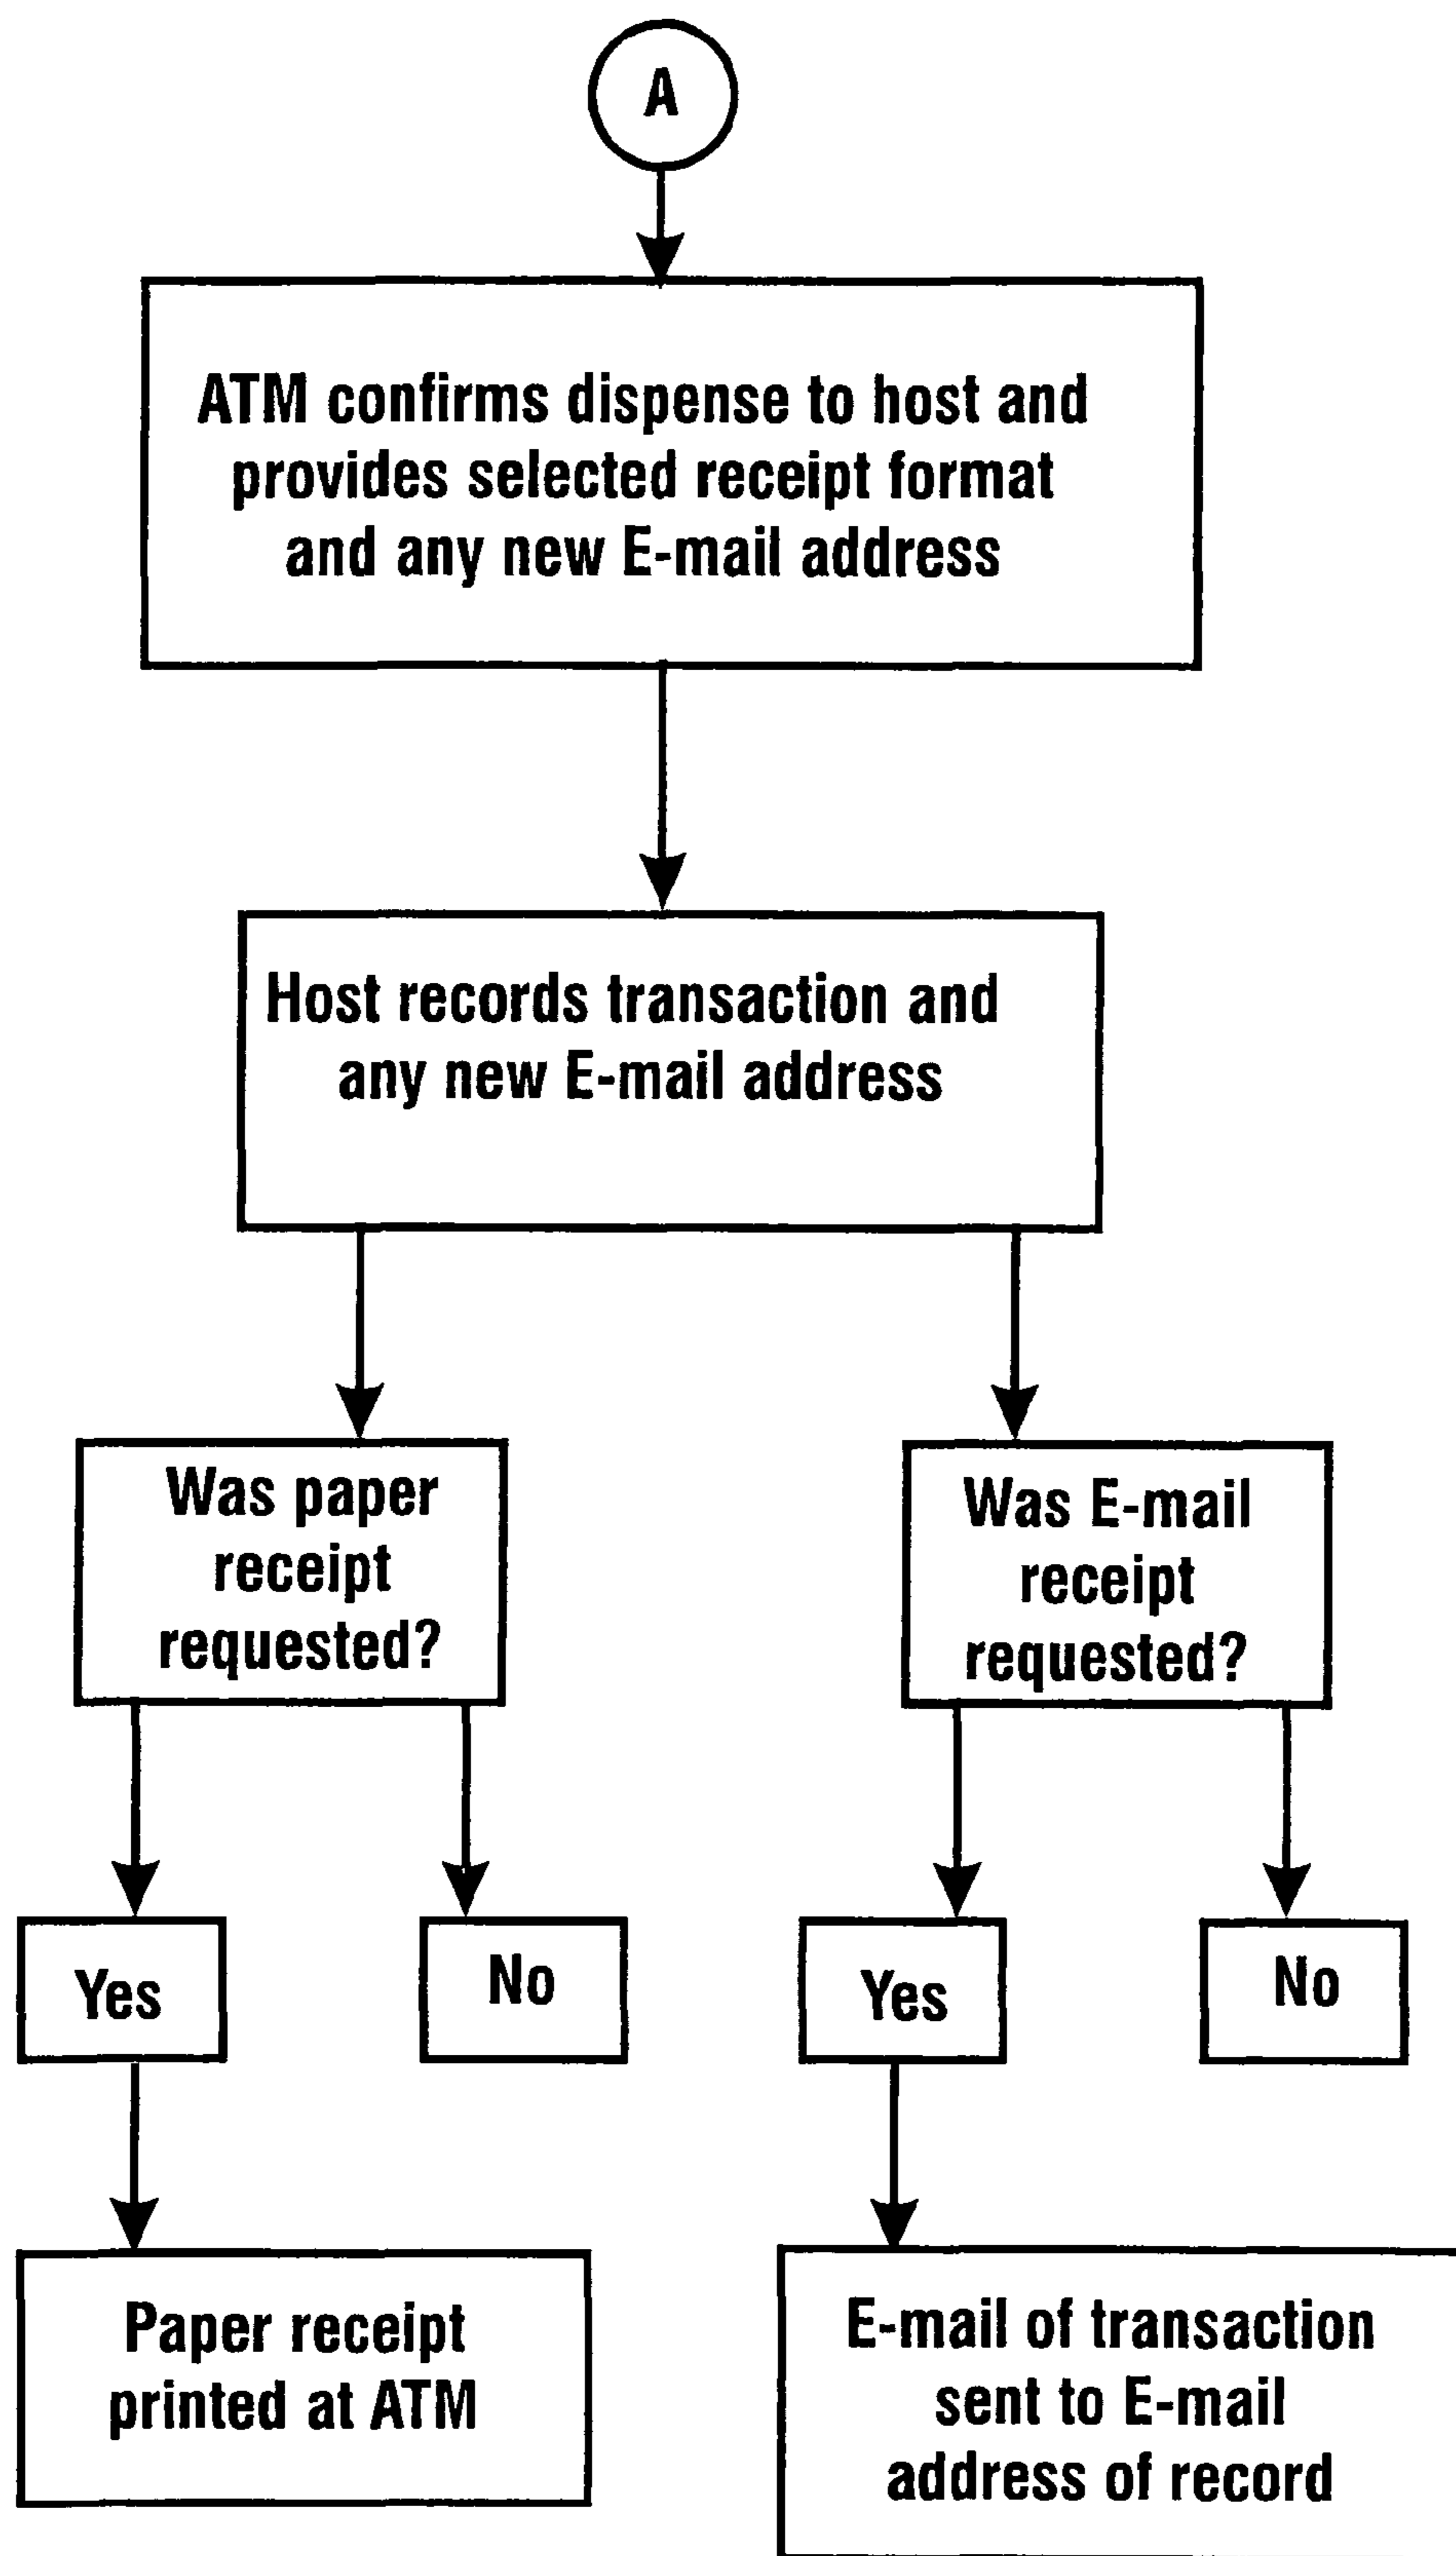 A
ATM confirms dispense to host and
provides selected receipt format
and any new E-mail address
Host records transaction and
any new E-mail address
Was paper
receipt
requested?
Was E-mail
receipt
requested?
Yes
No
Yes
No
Paper receipt
printed at ATM
E-mail of transaction
sent to E-mail
address of record